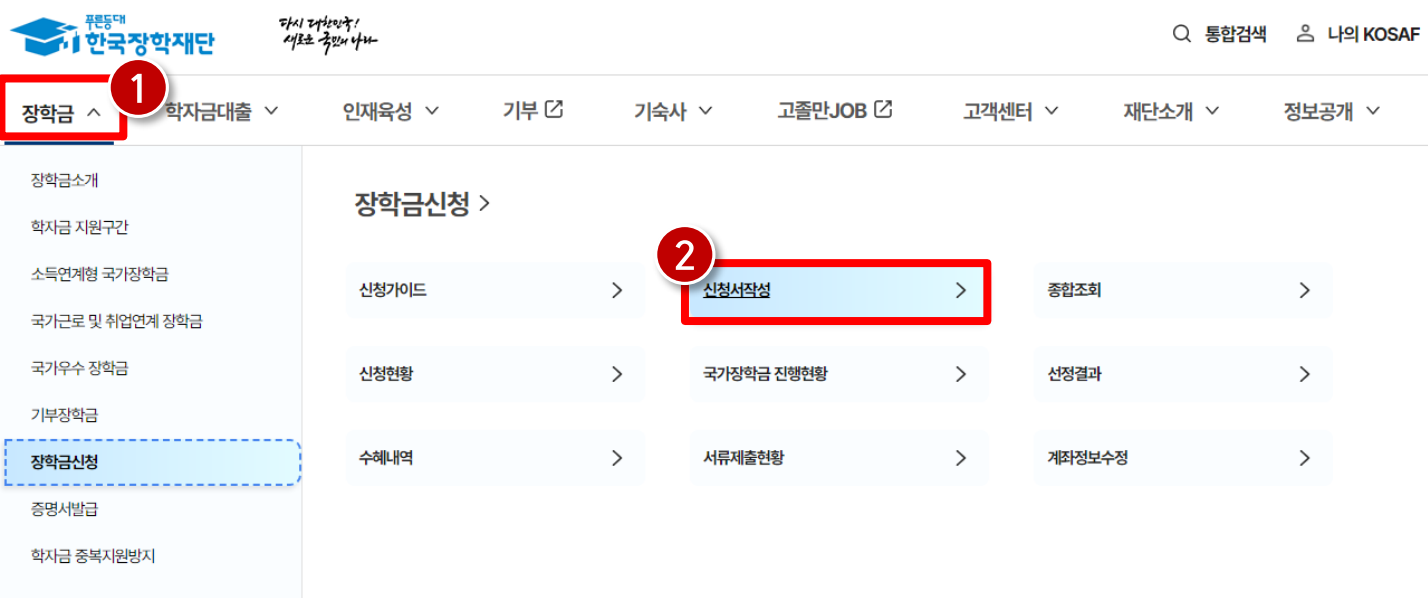 푸른등대
한국장학재단
다시 대한민국!
새로운 국민의 나라
통합검색
나의 KOSAF
1
장학금
학자금대출
인재육성
기부
기숙사
고졸만JOB
고객센터
재단소개
정보공개
장학금소개
학자금 지원구간
소득연계형 국가장학금
국가근로 및 취업연계 장학금
국가우수 장학금
기부장학금
장학금신청
증명서발급
학자금 중복지원방지
장학금신청
2
신청가이드
신청서작성
종합조회
신청현황
국가장학금 진행현황
선정결과
수혜내역
서류제출현황
계좌정보수정